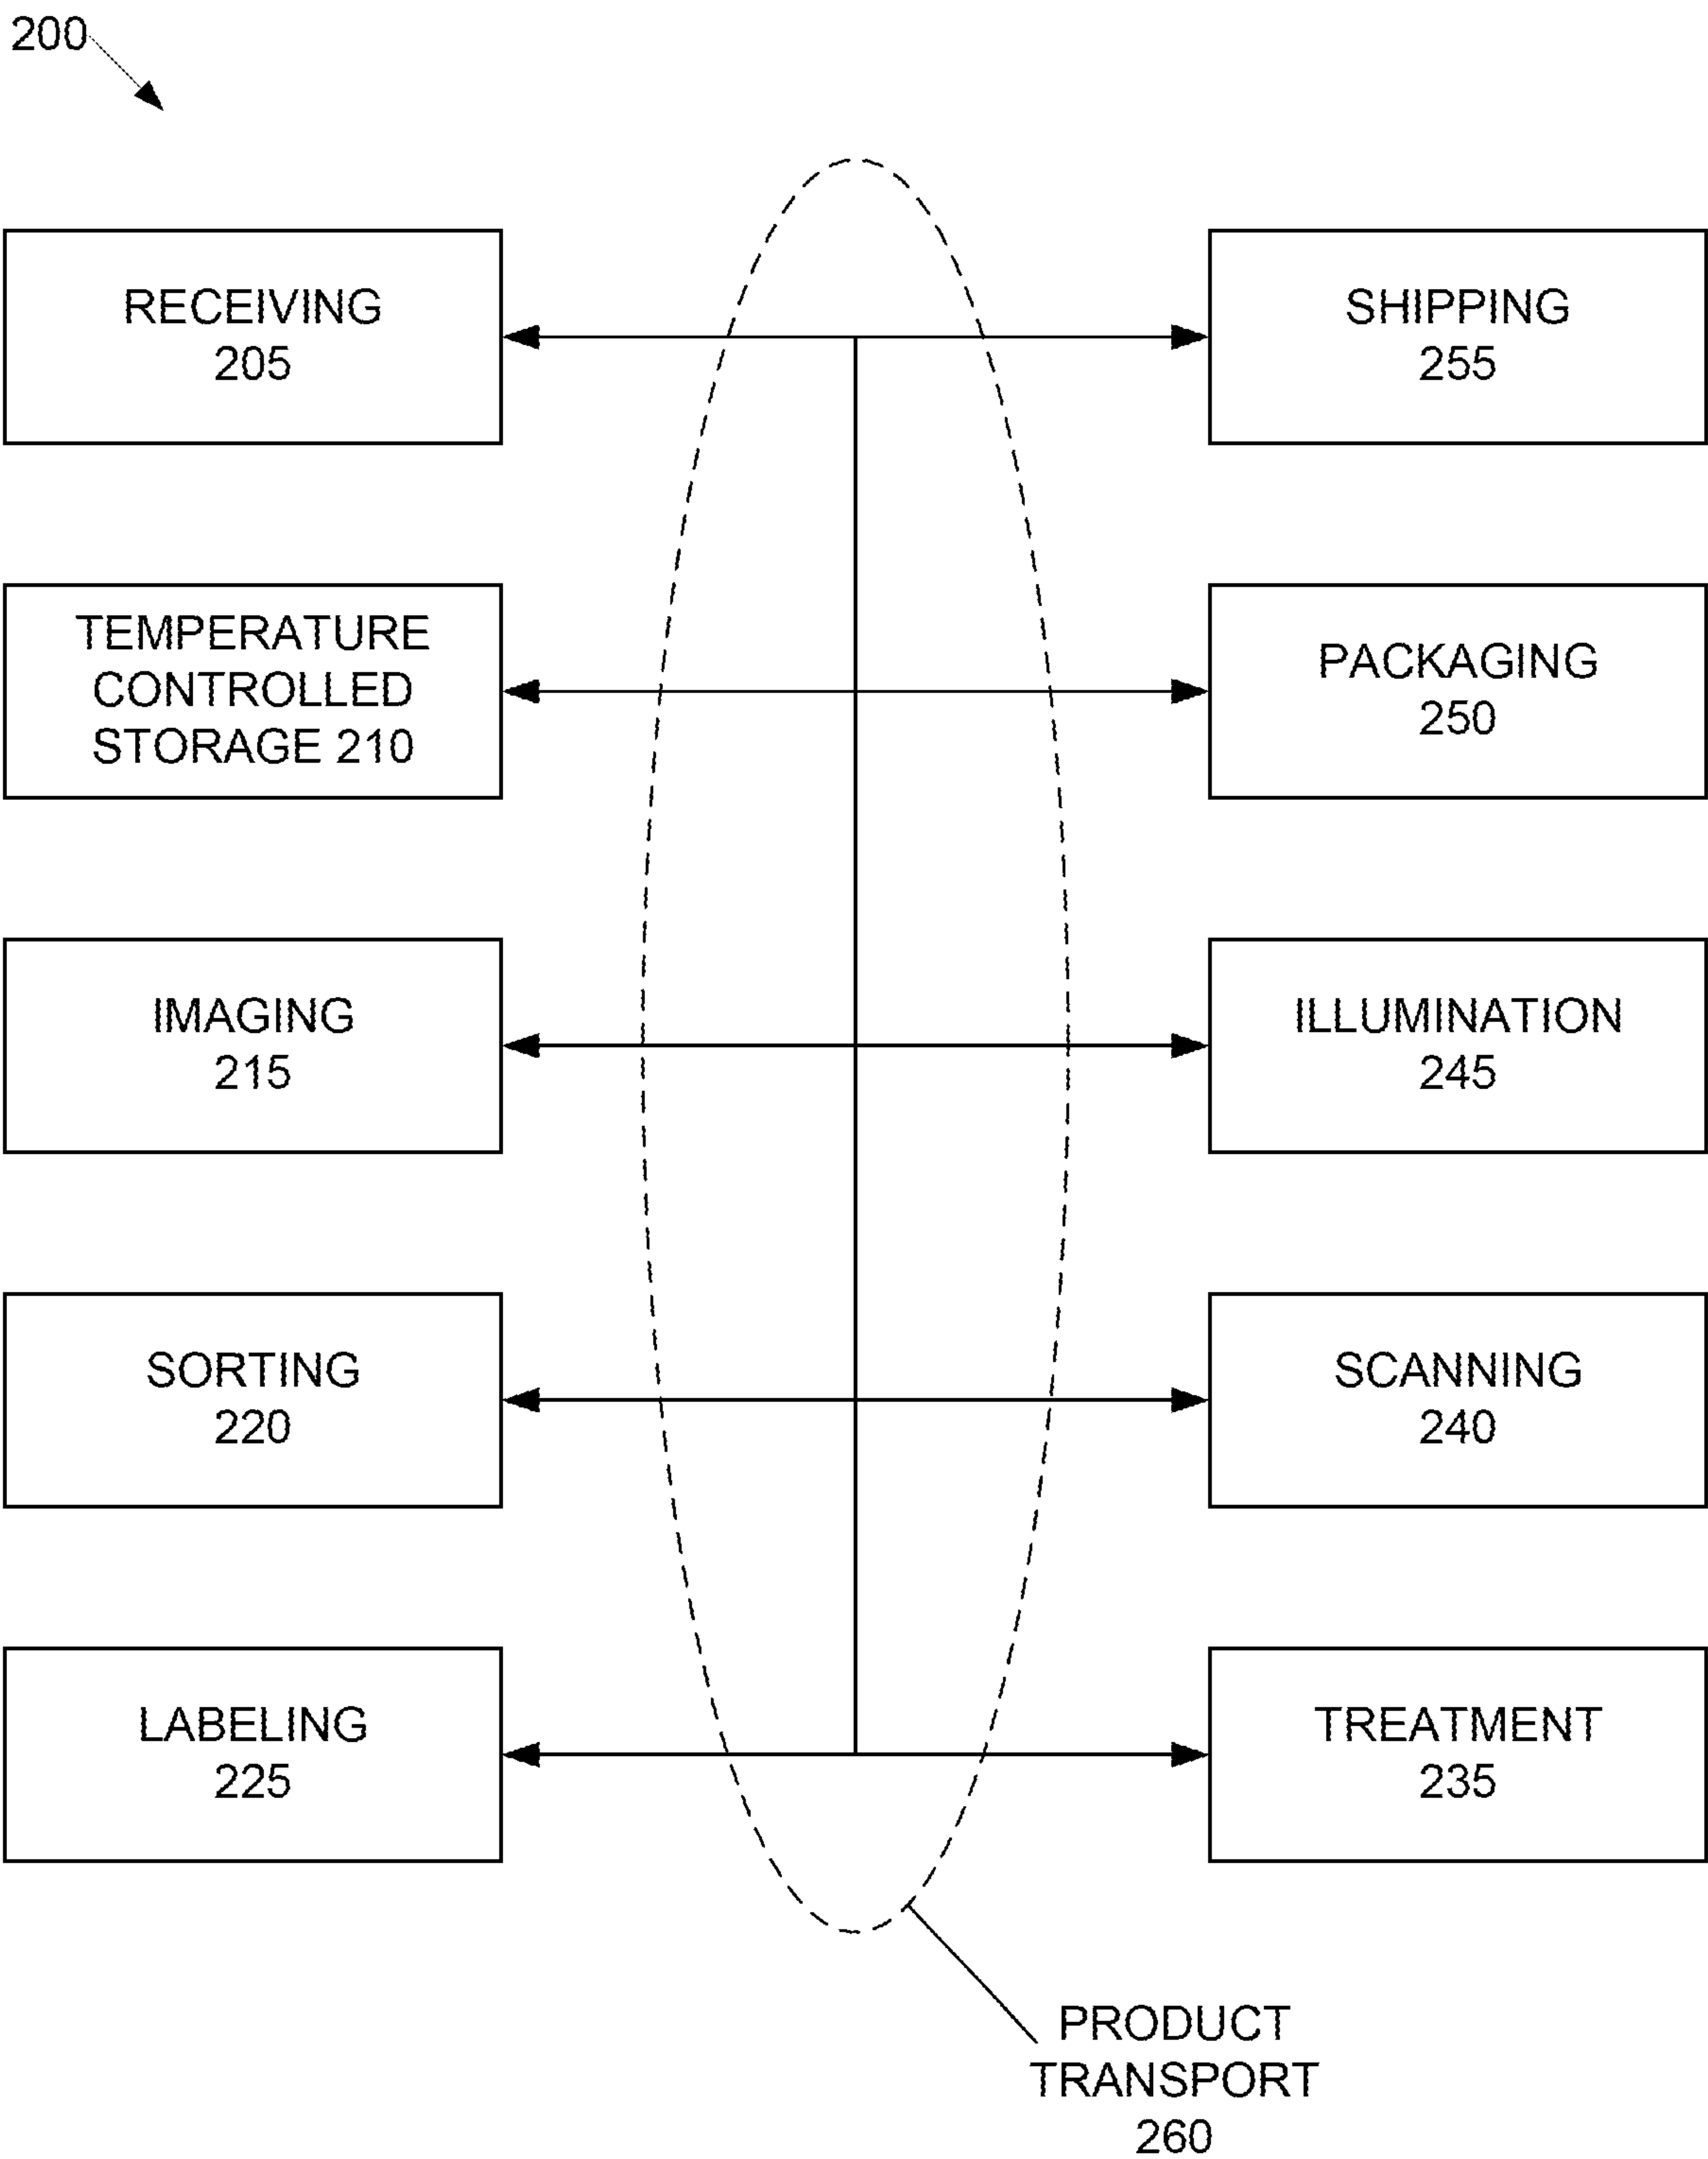 200
RECEIVING
205
SHIPPING
255
TEMPERATURE
CONTROLLED
STORAGE 210
PACKAGING
250
IMAGING
215
ILLUMINATION
245
SORTING
220
SCANNING
240
LABELING
225
TREATMENT
235
PRODUCT
TRANSPORT
260